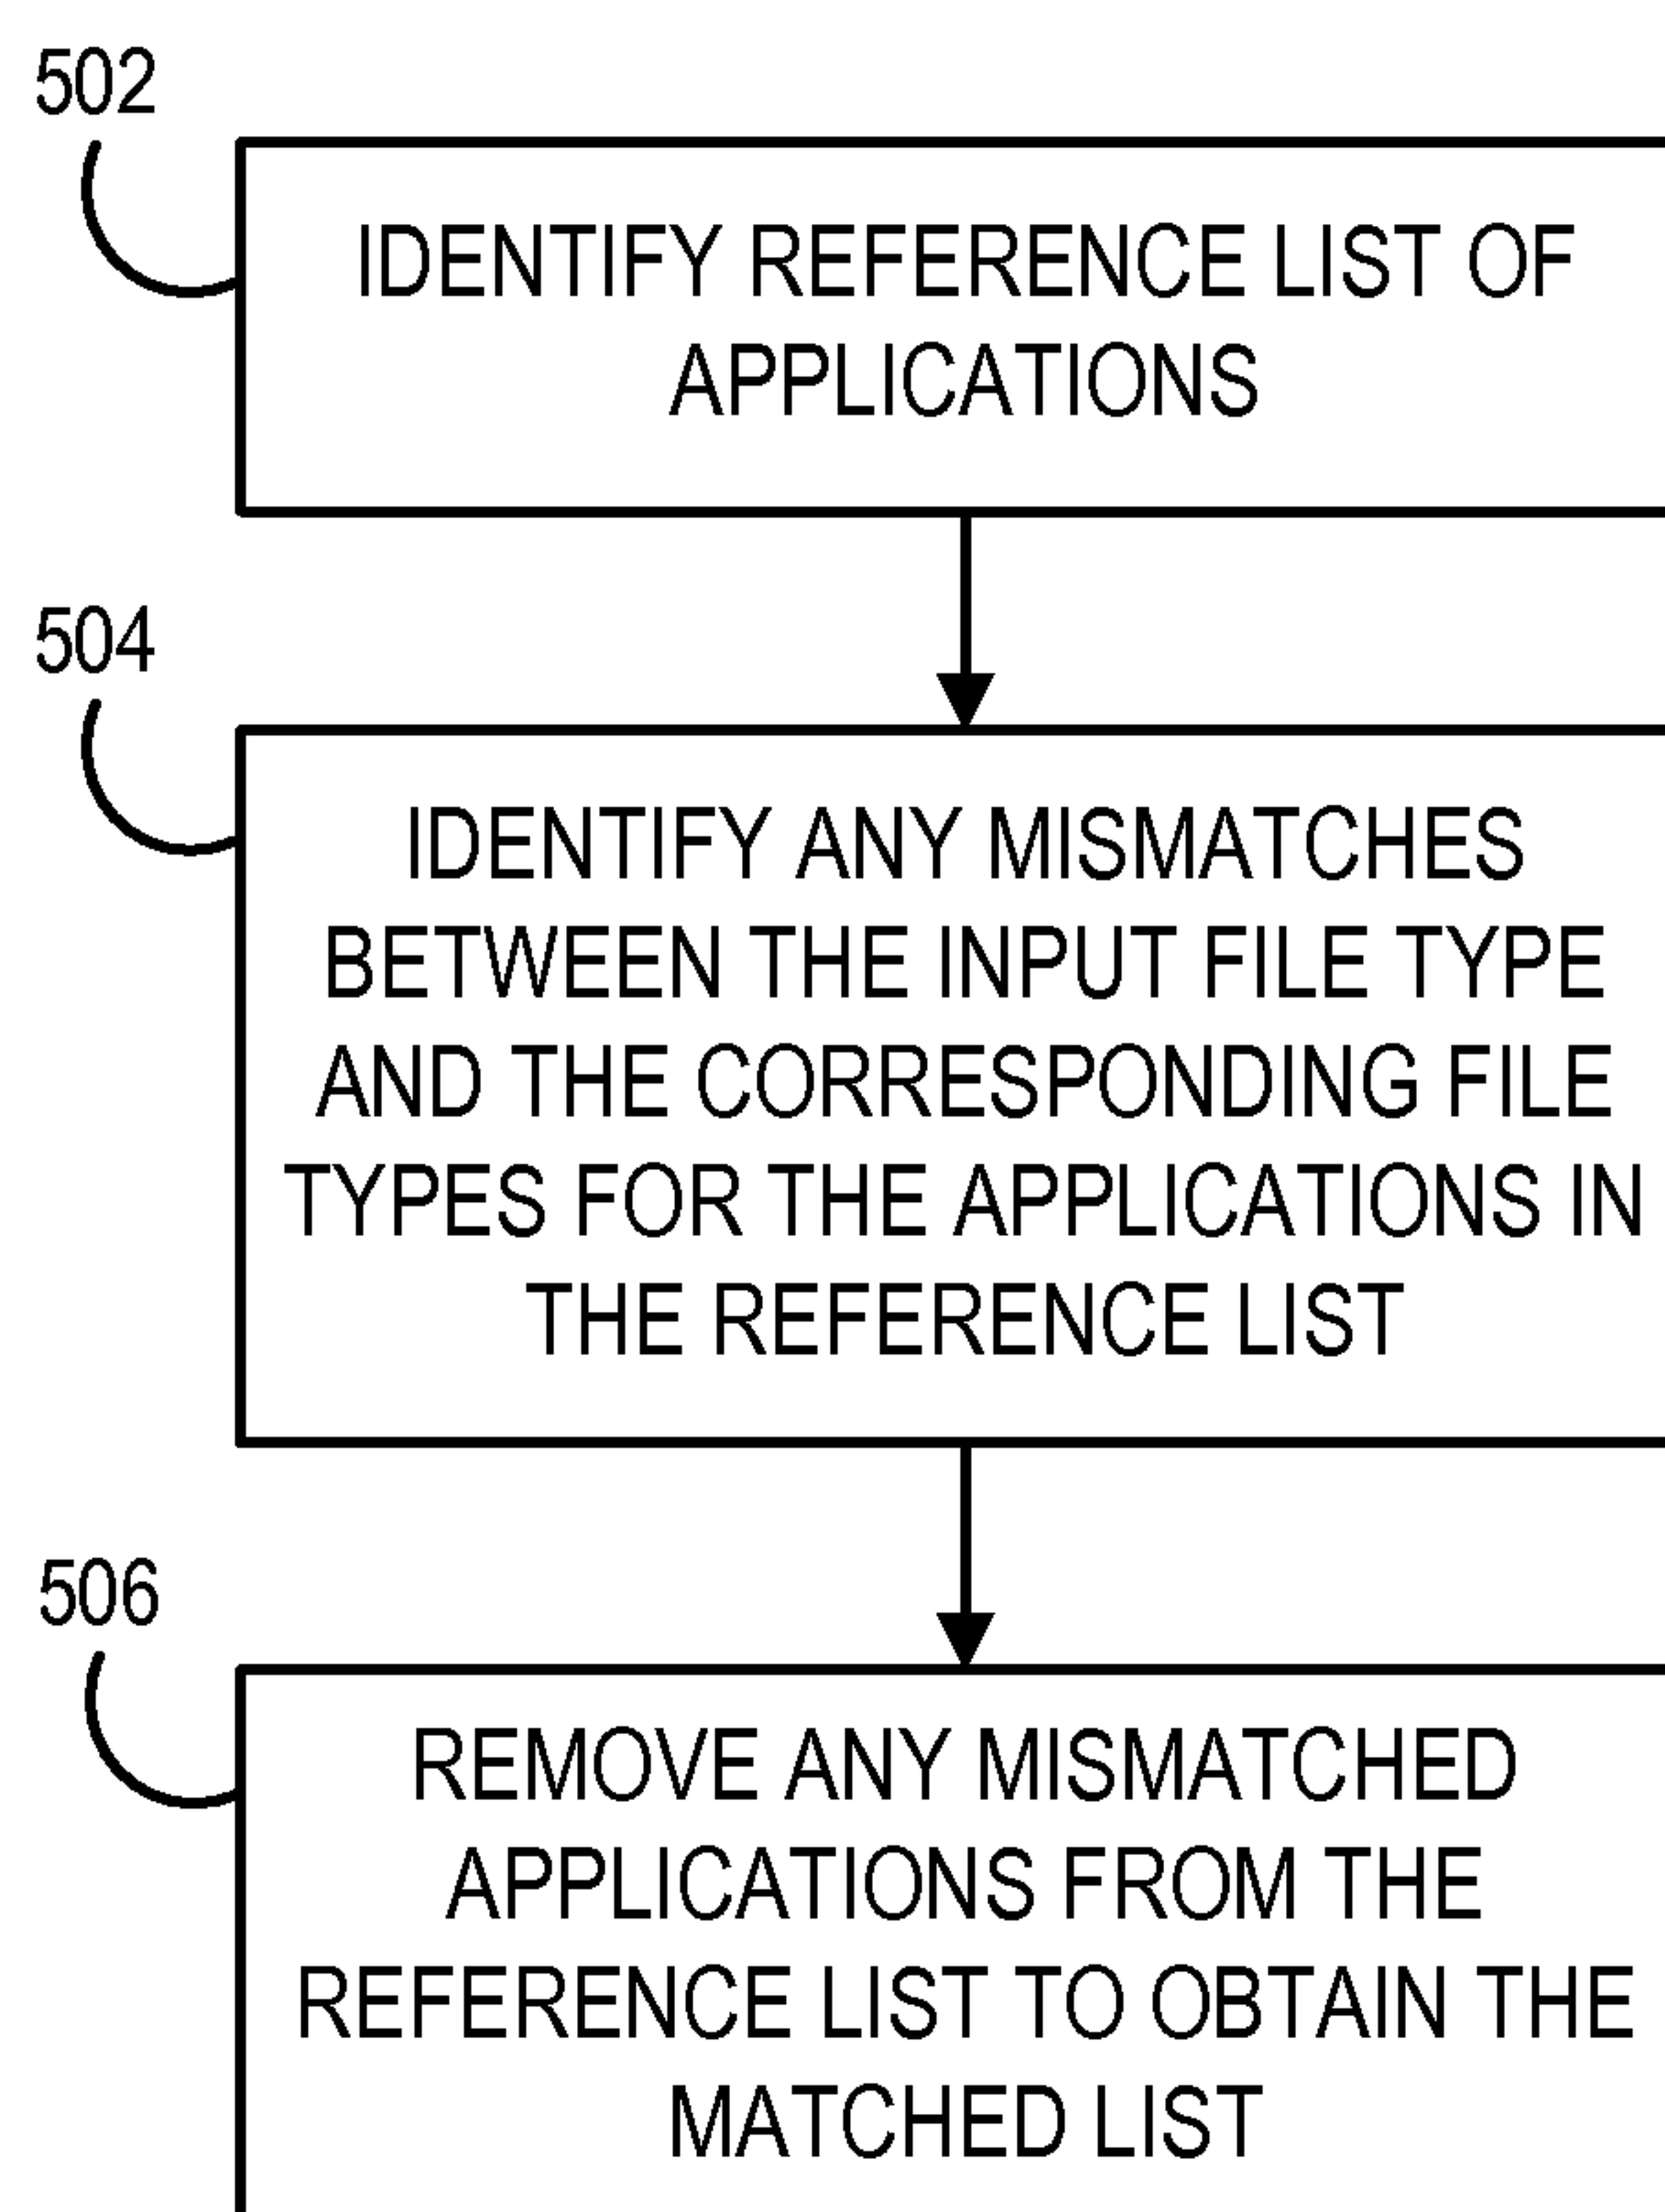 502
IDENTIFY REFERENCE LIST OF
APPLICATIONS
504
IDENTIFY ANY MISMATCHES
BETWEEN THE INPUT FILE TYPE
AND THE CORRESPONDING FILE
TYPES FOR THE APPLICATIONS IN
THE REFERENCE LIST
506
REMOVE ANY MISMATCHED
APPLICATIONS FROM THE
REFERENCE LIST TO OBTAIN THE
MATCHED LIST